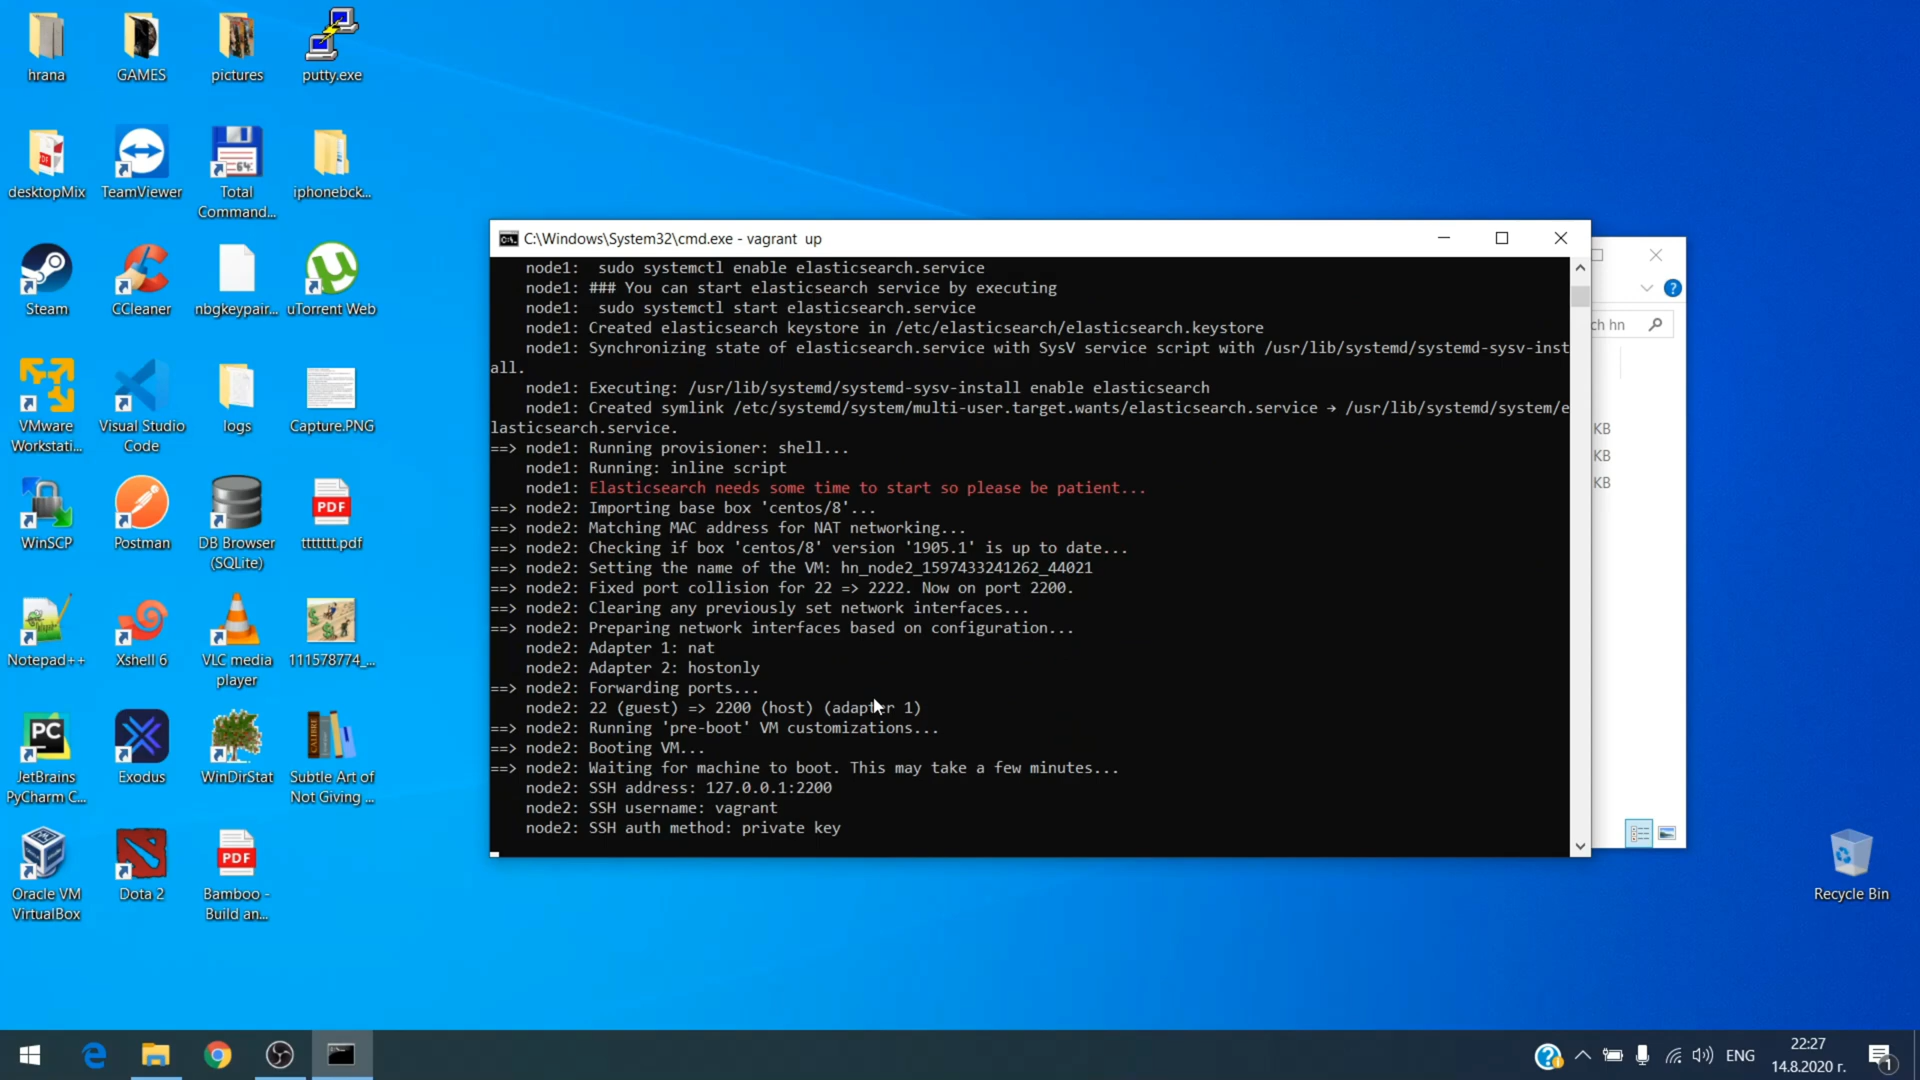 hrana
GAMES
pictures
putty.exe
desktopMix
TeamViewer
Total
Command...
64
iphonebck...
Steam
CCleaner
nbgkeypair...
uTorrent Web
VMware
Workstati...
Visual Studio
Code
logs
Capture.PNG
WinSCP
Postman
DB Browser
(SQLite)
PDF
ttttttt.pdf
Notepad++
Xshell 6
VLC media
player
111578774_...
PC
JetBrains
PyCharm C...
Exodus
WinDirStat
CALIBRE
Subtle Art of
Not Giving ...
Oracle VM
VirtualBox
Dota 2
PDF
Bamboo -
Build an...
C:\Windows\System32\cmd.exe - vagrant  up
node1:  sudo systemctl enable elasticsearch.service
node1: ### You can start elasticsearch service by executing
node1:  sudo systemctl start elasticsearch.service
node1: Created elasticsearch keystore in /etc/elasticsearch/elasticsearch.keystore
node1: Synchronizing state of elasticsearch.service with SysV service script with /usr/lib/systemd/systemd-sysv-inst
all.
node1: Executing: /usr/lib/systemd/systemd-sysv-install enable elasticsearch
node1: Created symlink /etc/systemd/system/multi-user.target.wants/elasticsearch.service → /usr/lib/systemd/system/e
lasticsearch.service.
==> node1: Running provisioner: shell...
node1: Running: inline script
node1: Elasticsearch needs some time to start so please be patient...
==> node2: Importing base box 'centos/8'...
==> node2: Matching MAC address for NAT networking...
==> node2: Checking if box 'centos/8' version '1905.1' is up to date...
==> node2: Setting the name of the VM: hn_node2_1597433241262_44021
==> node2: Fixed port collision for 22 => 2222. Now on port 2200.
==> node2: Clearing any previously set network interfaces...
==> node2: Preparing network interfaces based on configuration...
node2: Adapter 1: nat
node2: Adapter 2: hostonly
==> node2: Forwarding ports...
node2: 22 (guest) => 2200 (host) (adapter 1)
==> node2: Running 'pre-boot' VM customizations...
==> node2: Booting VM...
==> node2: Waiting for machine to boot. This may take a few minutes...
node2: SSH address: 127.0.0.1:2200
node2: SSH username: vagrant
node2: SSH auth method: private key
ch hn
KB
KB
KB
Recycle Bin
ENG
22:27
14.8.2020 г.
1